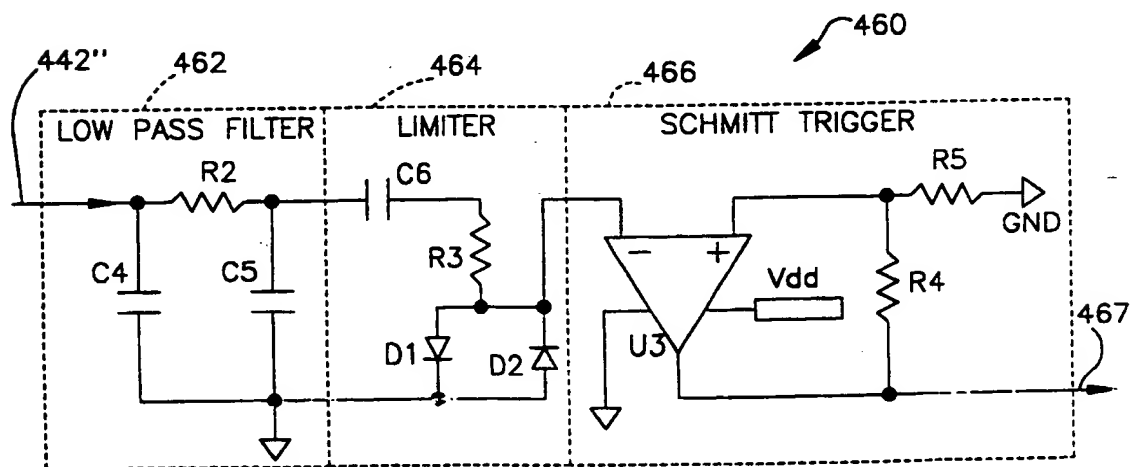 460
442"
462
464
466
LOW PASS FILTER
LIMITER
SCHMITT TRIGGER
R2
C6
R5
GND
C4
C5
R3
−
+
Vdd
R4
467
D1
D2
U3